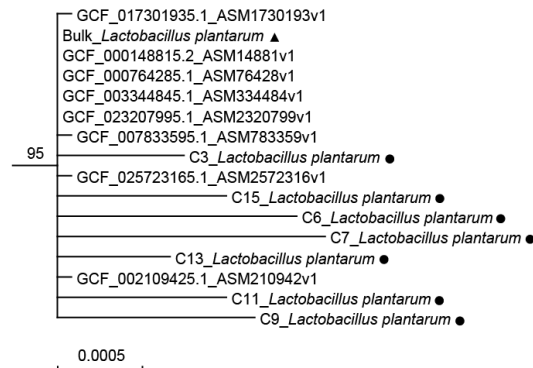 GCF_017301935.1_ASM1730193v1
Bulk_Lactobacillus plantarum ▲
GCF_000148815.2_ASM14881v1
GCF_000764285.1_ASM76428v1
GCF_003344845.1_ASM334484v1
GCF_023207995.1_ASM2320799v1
GCF_007833595.1_ASM783359v1
95
C3_Lactobacillus plantarum ●
GCF_025723165.1_ASM2572316v1
C15_Lactobacillus plantarum ●
C6_Lactobacillus plantarum ●
C7_Lactobacillus plantarum ●
C13_Lactobacillus plantarum ●
GCF_002109425.1_ASM210942v1
C11_Lactobacillus plantarum ●
C9_Lactobacillus plantarum ●
0.0005